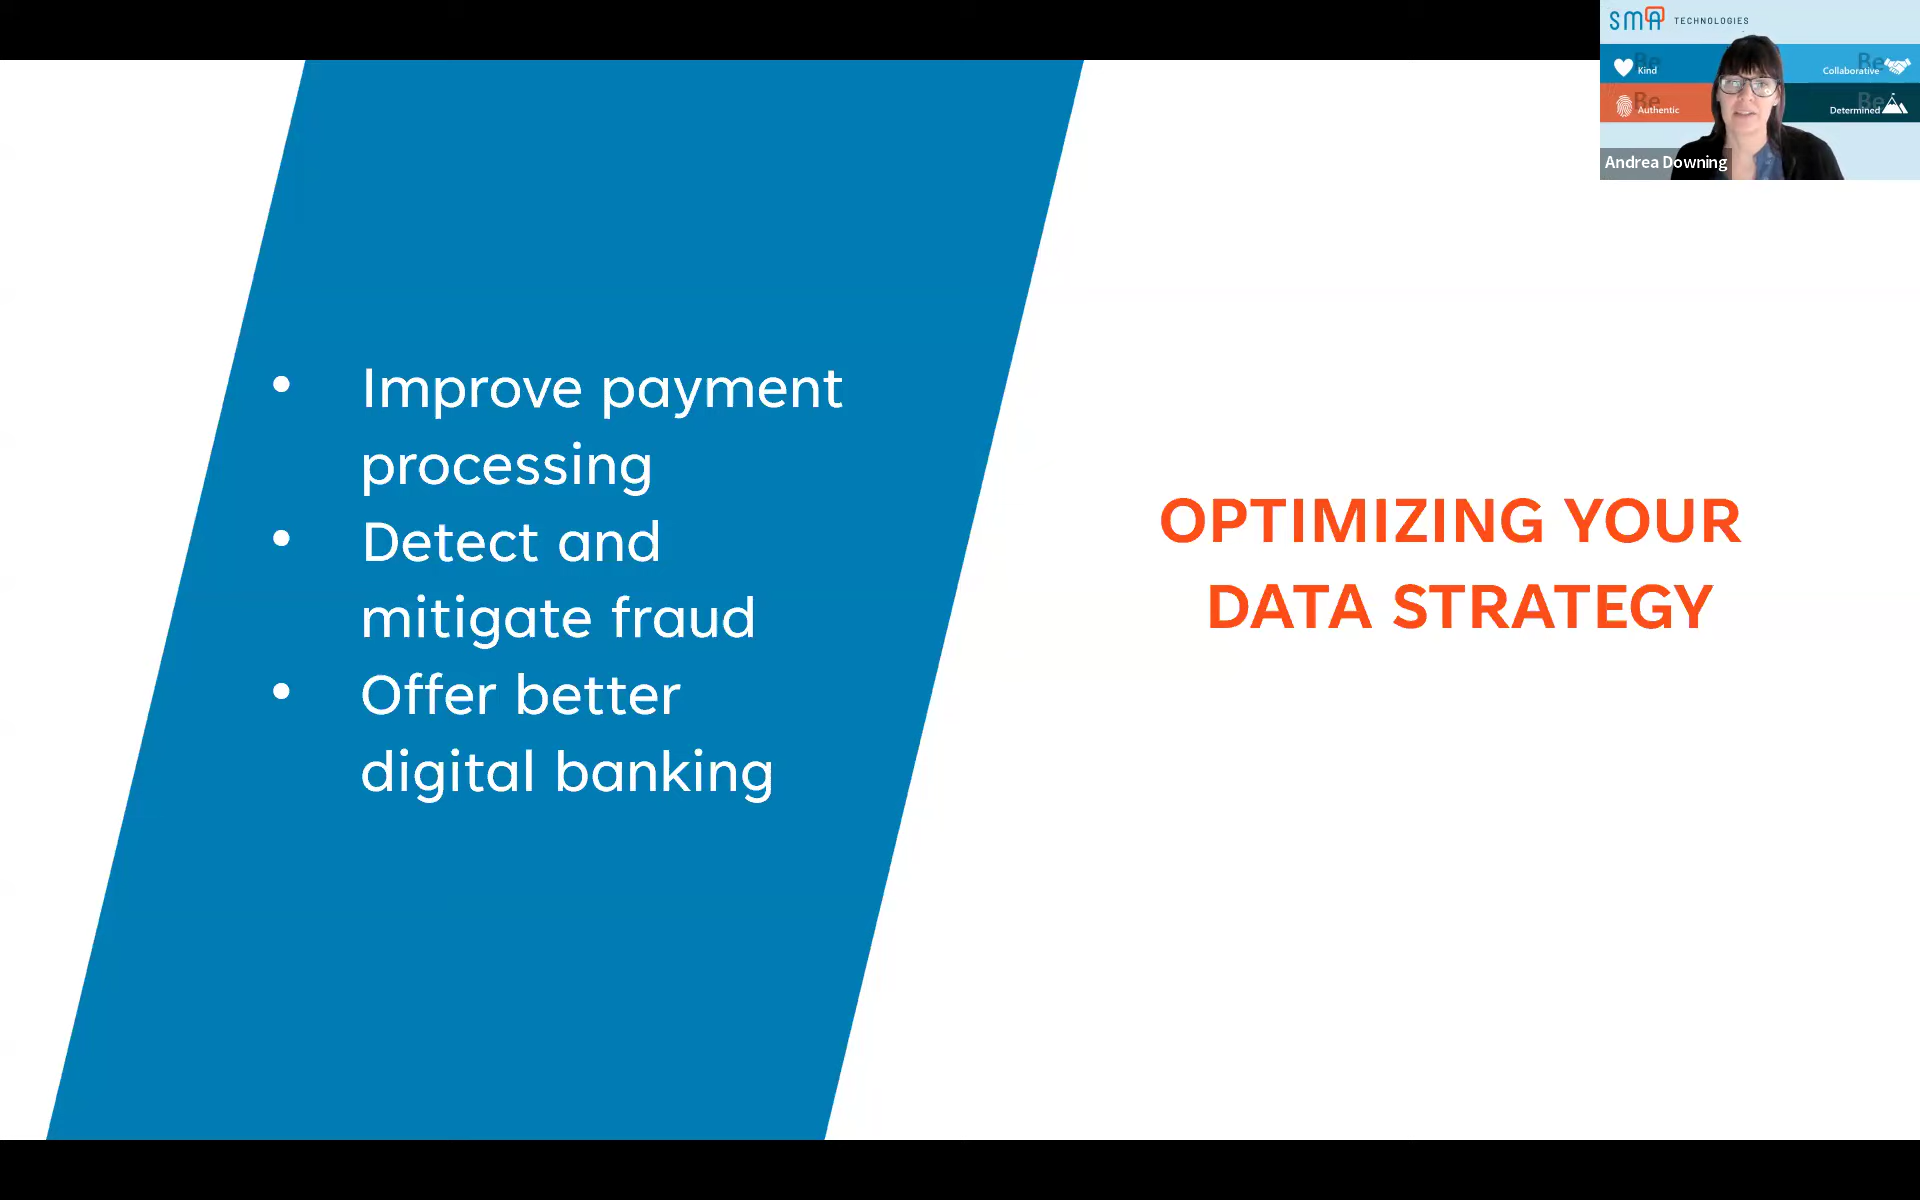 SMA TECHNOLOGIES
Be Kind
Be Collaborative
Be Authentic
Be Determined
Andrea Downing
• Improve payment
processing
• Detect and
mitigate fraud
• Offer better
digital banking
OPTIMIZING YOUR
DATA STRATEGY